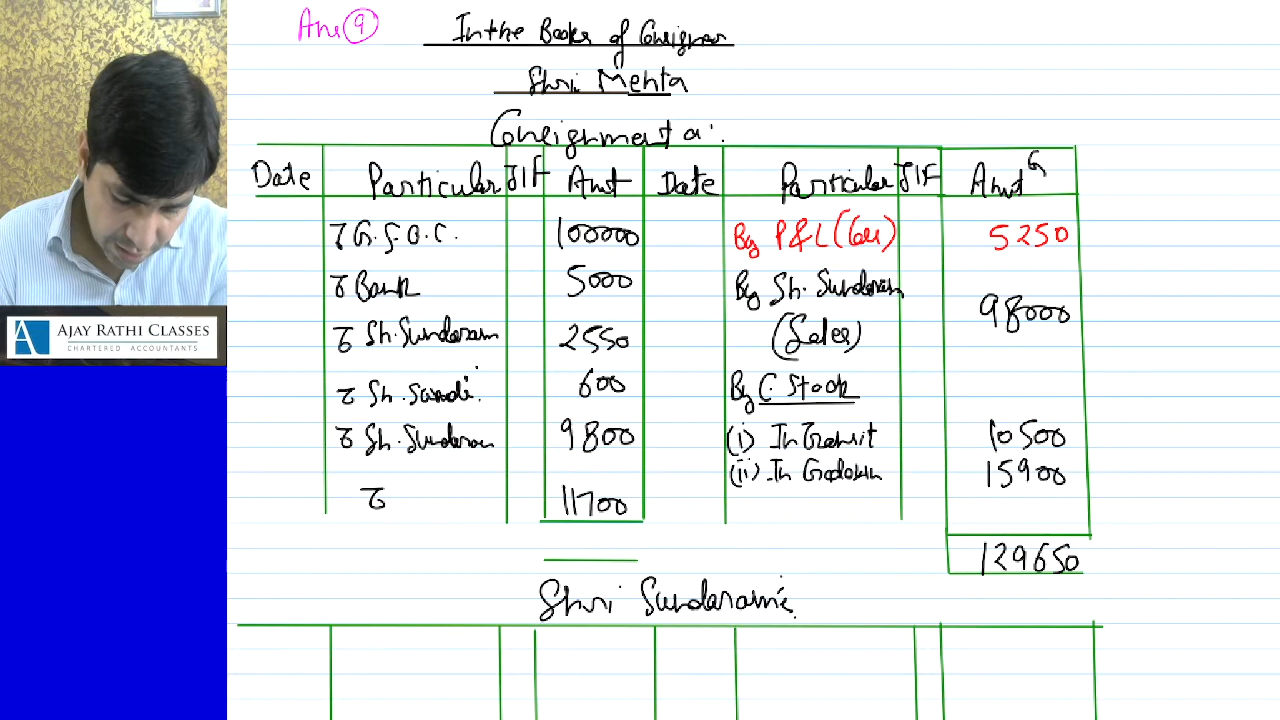 Ans 9
In the Books of Consignor
Shri Mehta
Consignment a/c
Date Particular J/F Amt Date Particular J/F Amt
To G.S.O.C. 100000 By P&L 5250
To Bank 5000 By Sh. Sundaram 98000
To Sh. Sundaram 2550 (Sales)
To Sh. Sundi. 600 By C. Stock
To Sh. Sundaram 9800 (i) In Transit 10500
(ii) In Godown 15900
To 11700
129650
Shri Sundaram's
AJAY RATHI CLASSES
CHARTERED ACCOUNTANTS